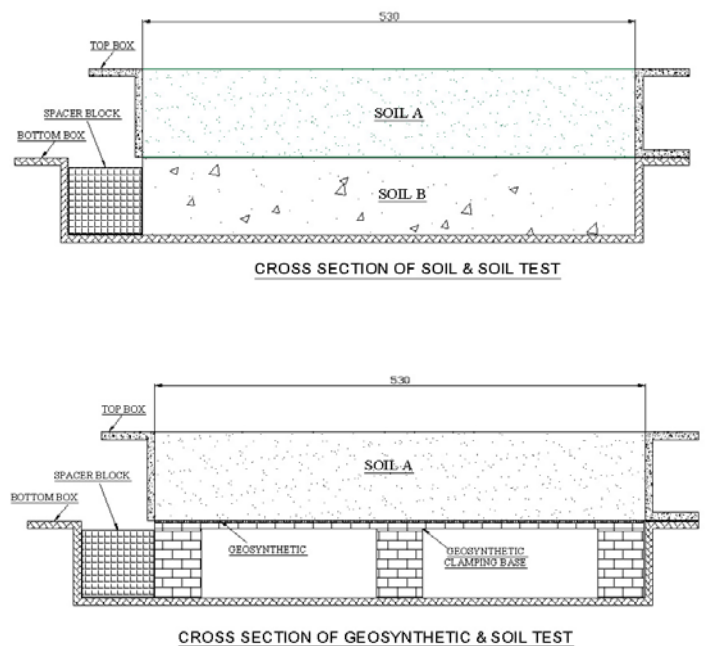 530
TOP BOX
SOIL A
SPACER BLOCK
BOTTOM BOX
SOIL B
CROSS SECTION OF SOIL & SOIL TEST
530
TOP BOX
SOIL A
SPACER BLOCK
BOTTOM BOX
GEOSYNTHETIC
GEOSYNTHETIC
CLAMPING BASE
CROSS SECTION OF GEOSYNTHETIC & SOIL TEST